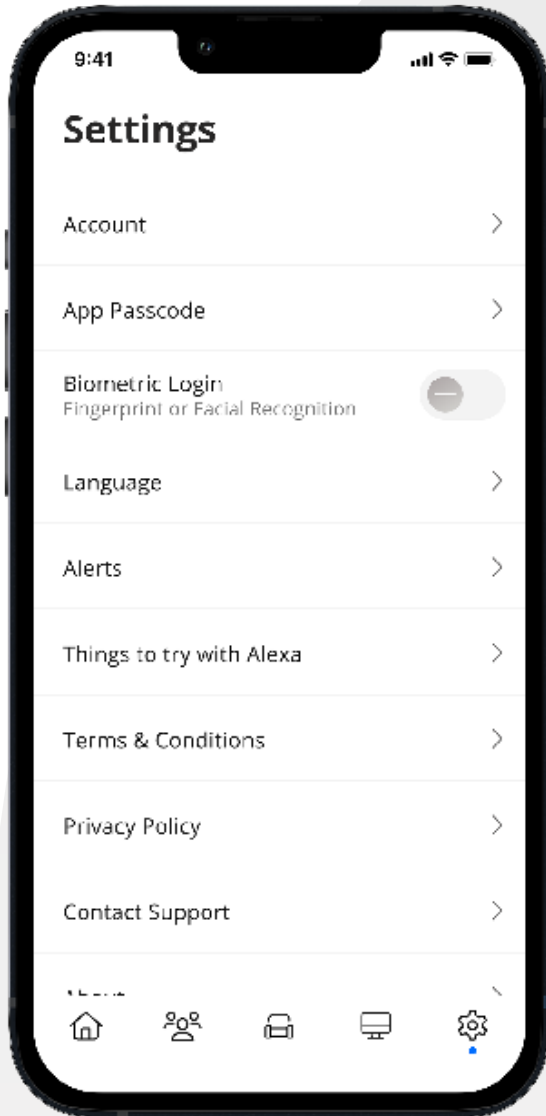 9:41
Settings
Account
App Passcode
Biometric Login
Fingerprint or Facial Recognition
Language
Alerts
Things to try with Alexa
Terms & Conditions
Privacy Policy
Contact Support